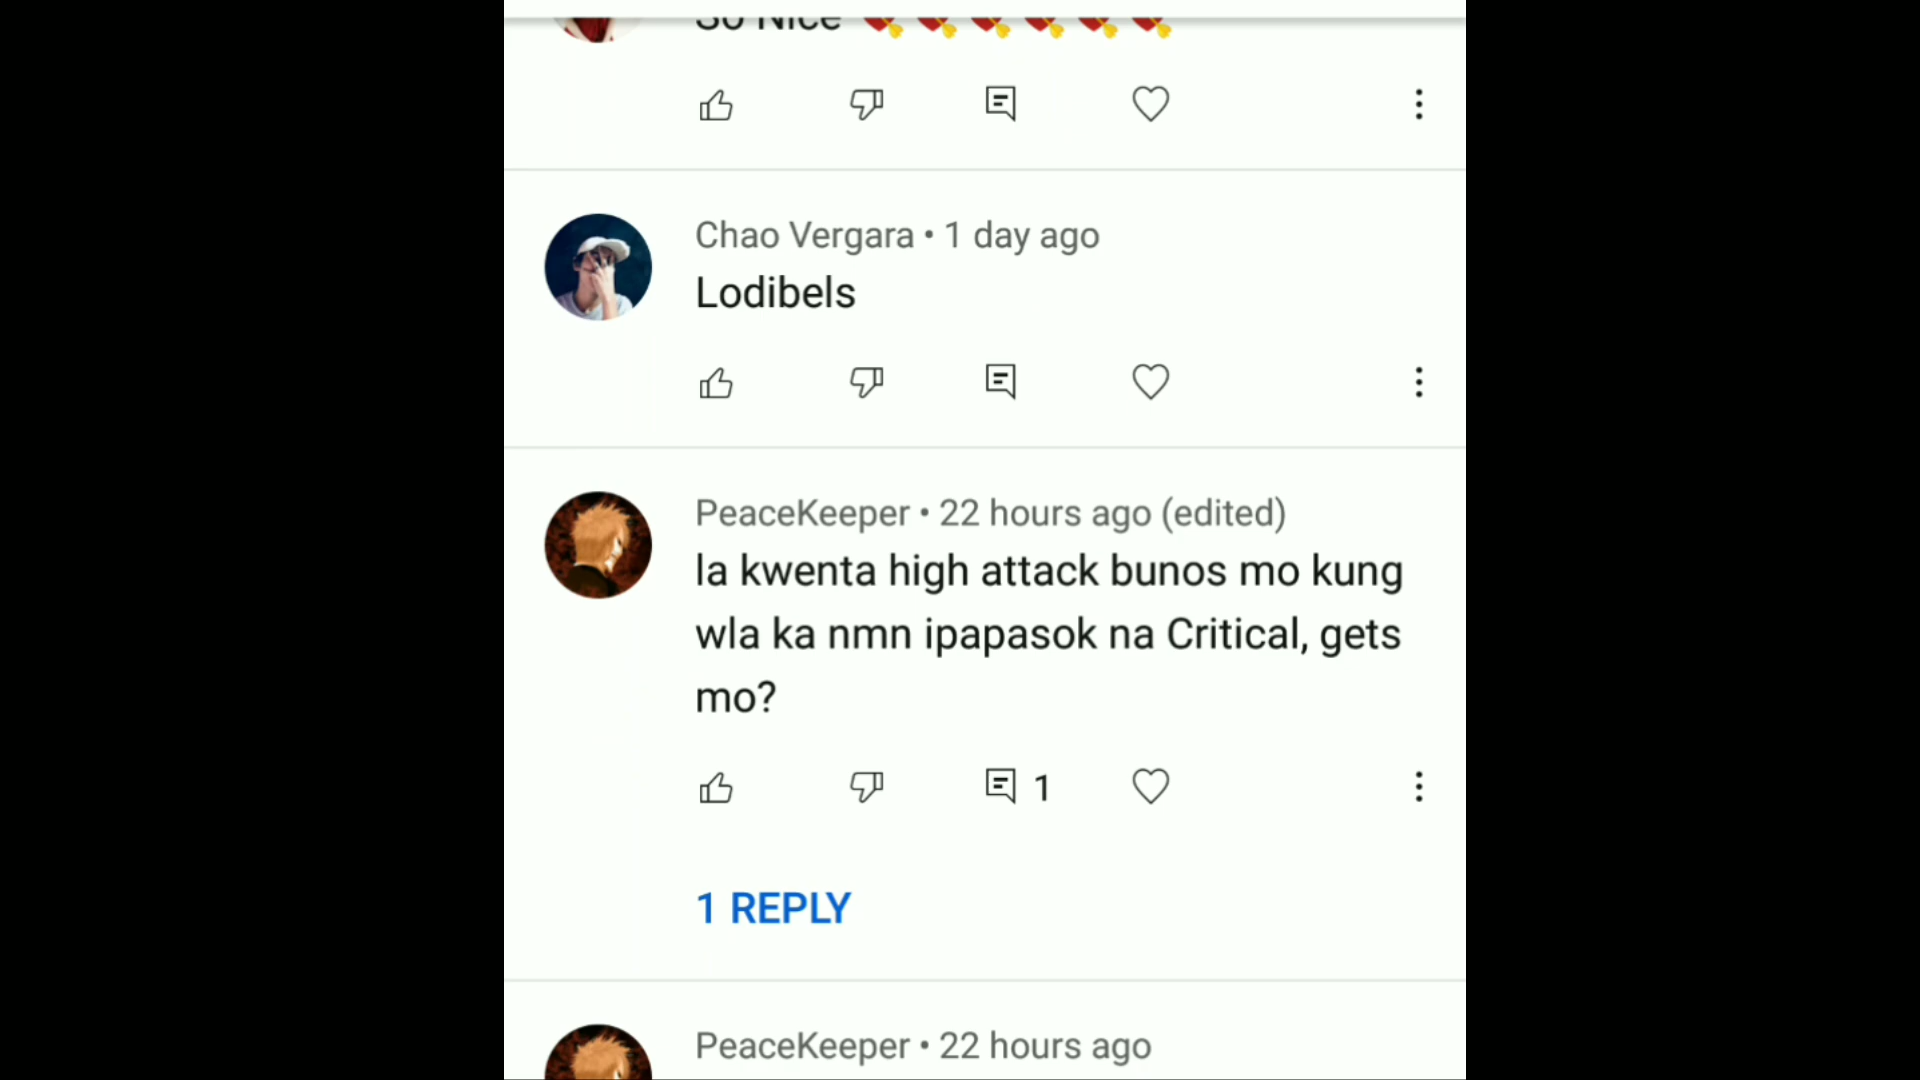 So Nice
Chao Vergara • 1 day ago
Lodibels
PeaceKeeper • 22 hours ago (edited)
la kwenta high attack bunos mo kung
wla ka nmn ipapasok na Critical, gets
mo?
1
1 REPLY
PeaceKeeper • 22 hours ago